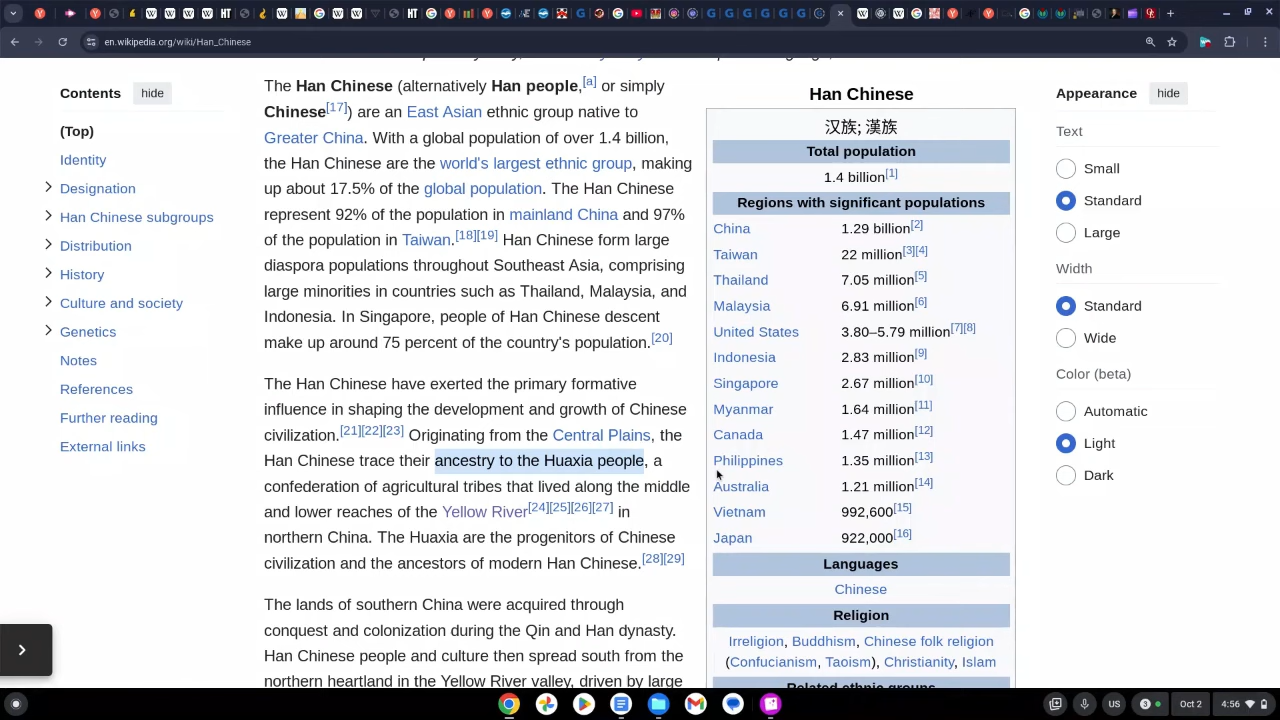 en.wikipedia.org/wiki/Han_Chinese
Contents
hide
(Top)
Identity
Designation
Han Chinese subgroups
Distribution
History
Culture and society
Genetics
Notes
References
Further reading
External links
The Han Chinese (alternatively Han people,[a] or simply
Chinese[17]) are an East Asian ethnic group native to
Greater China. With a global population of over 1.4 billion,
the Han Chinese are the world's largest ethnic group, making
up about 17.5% of the global population. The Han Chinese
represent 92% of the population in mainland China and 97%
of the population in Taiwan.[18][19] Han Chinese form large
diaspora populations throughout Southeast Asia, comprising
large minorities in countries such as Thailand, Malaysia, and
Indonesia. In Singapore, people of Han Chinese descent
make up around 75 percent of the country's population.[20]
The Han Chinese have exerted the primary formative
influence in shaping the development and growth of Chinese
civilization.[21][22][23] Originating from the Central Plains, the
Han Chinese trace their ancestry to the Huaxia people, a
confederation of agricultural tribes that lived along the middle
and lower reaches of the Yellow River[24][25][26][27] in
northern China. The Huaxia are the progenitors of Chinese
civilization and the ancestors of modern Han Chinese.[28][29]
The lands of southern China were acquired through
conquest and colonization during the Qin and Han dynasty.
Han Chinese people and culture then spread south from the
northern heartland in the Yellow River valley, driven by large
Han Chinese
汉族; 漢族
Total population
1.4 billion[1]
Regions with significant populations
China 1.29 billion[2]
Taiwan 22 million[3][4]
Thailand 7.05 million[5]
Malaysia 6.91 million[6]
United States 3.80–5.79 million[7][8]
Indonesia 2.83 million[9]
Singapore 2.67 million[10]
Myanmar 1.64 million[11]
Canada 1.47 million[12]
Philippines 1.35 million[13]
Australia 1.21 million[14]
Vietnam 992,600[15]
Japan 922,000[16]
Languages
Chinese
Religion
Irreligion, Buddhism, Chinese folk religion
(Confucianism, Taoism), Christianity, Islam
Related ethnic groups
Appearance
hide
Text
Small
Standard
Large
Width
Standard
Wide
Color (beta)
Automatic
Light
Dark
US
3
Oct 2
4:56